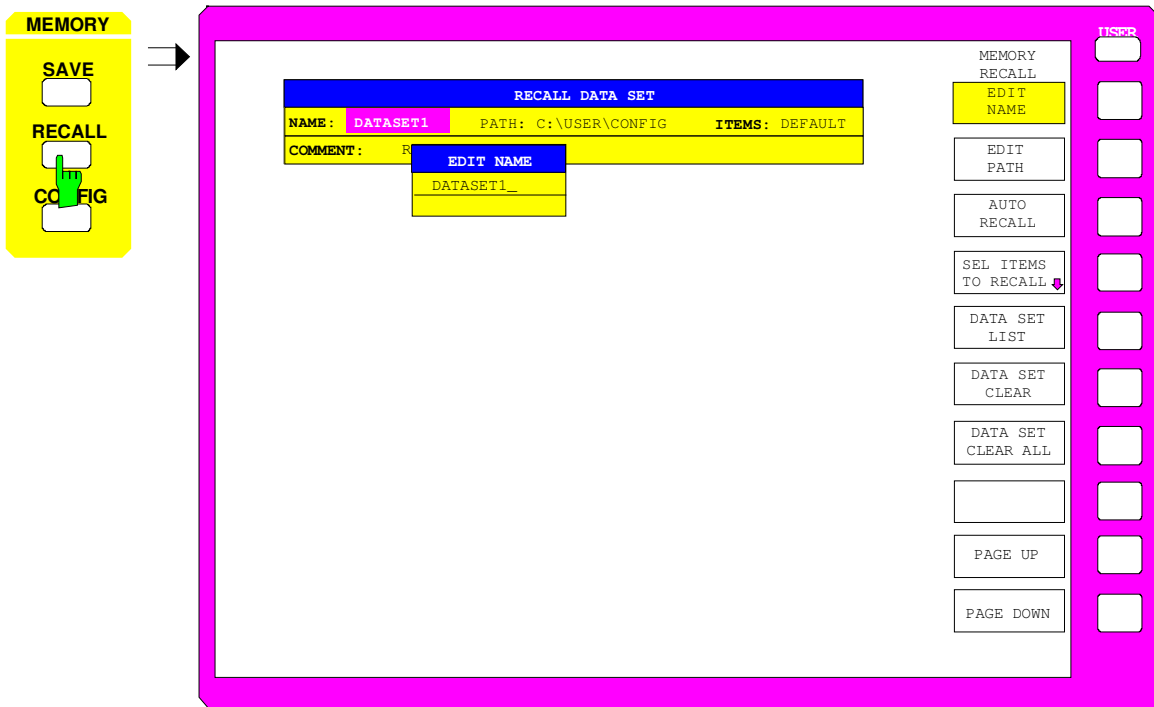 MEMORY
SAVE
RECALL
CO FIG
USER
MEMORY
RECALL
RECALL DATA SET
NAME: DATASET1 PATH: C:\USER\CONFIG ITEMS: DEFAULT
COMMENT: R
EDIT NAME
DATASET1_
EDIT
NAME
EDIT
PATH
AUTO
RECALL
SEL ITEMS
TO RECALL
DATA SET
LIST
DATA SET
CLEAR
DATA SET
CLEAR ALL
PAGE UP
PAGE DOWN